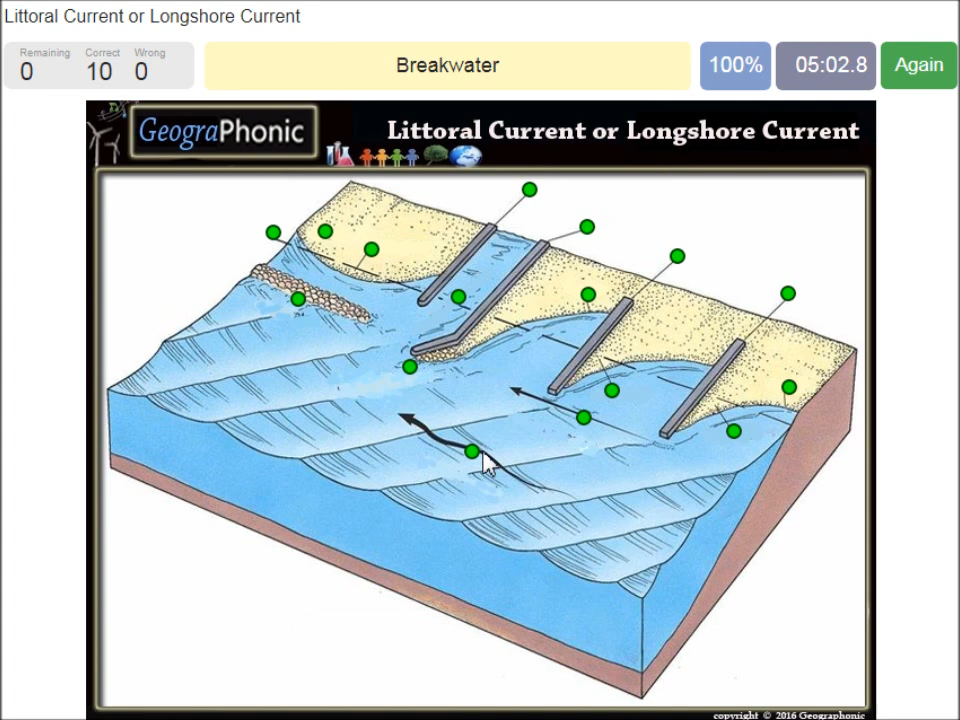 Littoral Current or Longshore Current
Remaining Correct Wrong
0 10 0
Breakwater
100%
05:02.8
Again
GeograPhonic
Littoral Current or Longshore Current
copyright © 2016 Geographonic